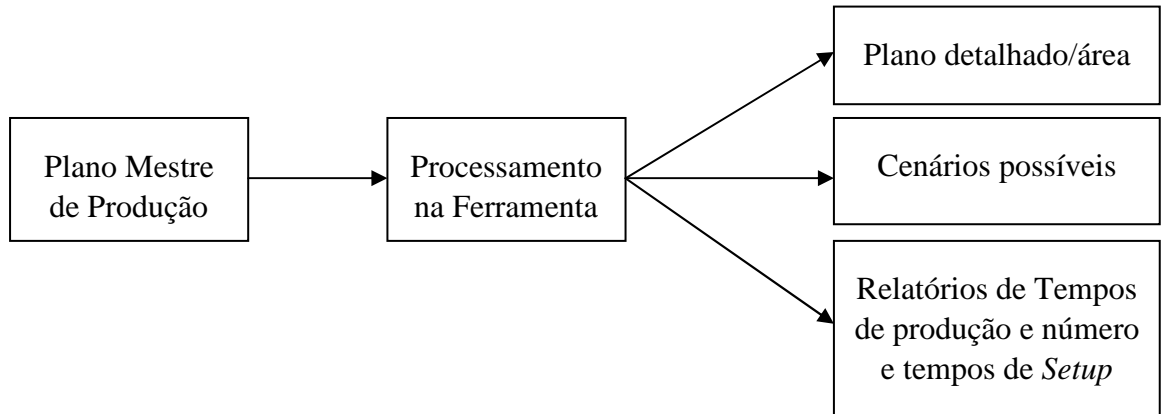 Plano Mestre
de Produção
Processamento
na Ferramenta
Plano detalhado/área
Cenários possíveis
Relatórios de Tempos
de produção e número
e tempos de Setup